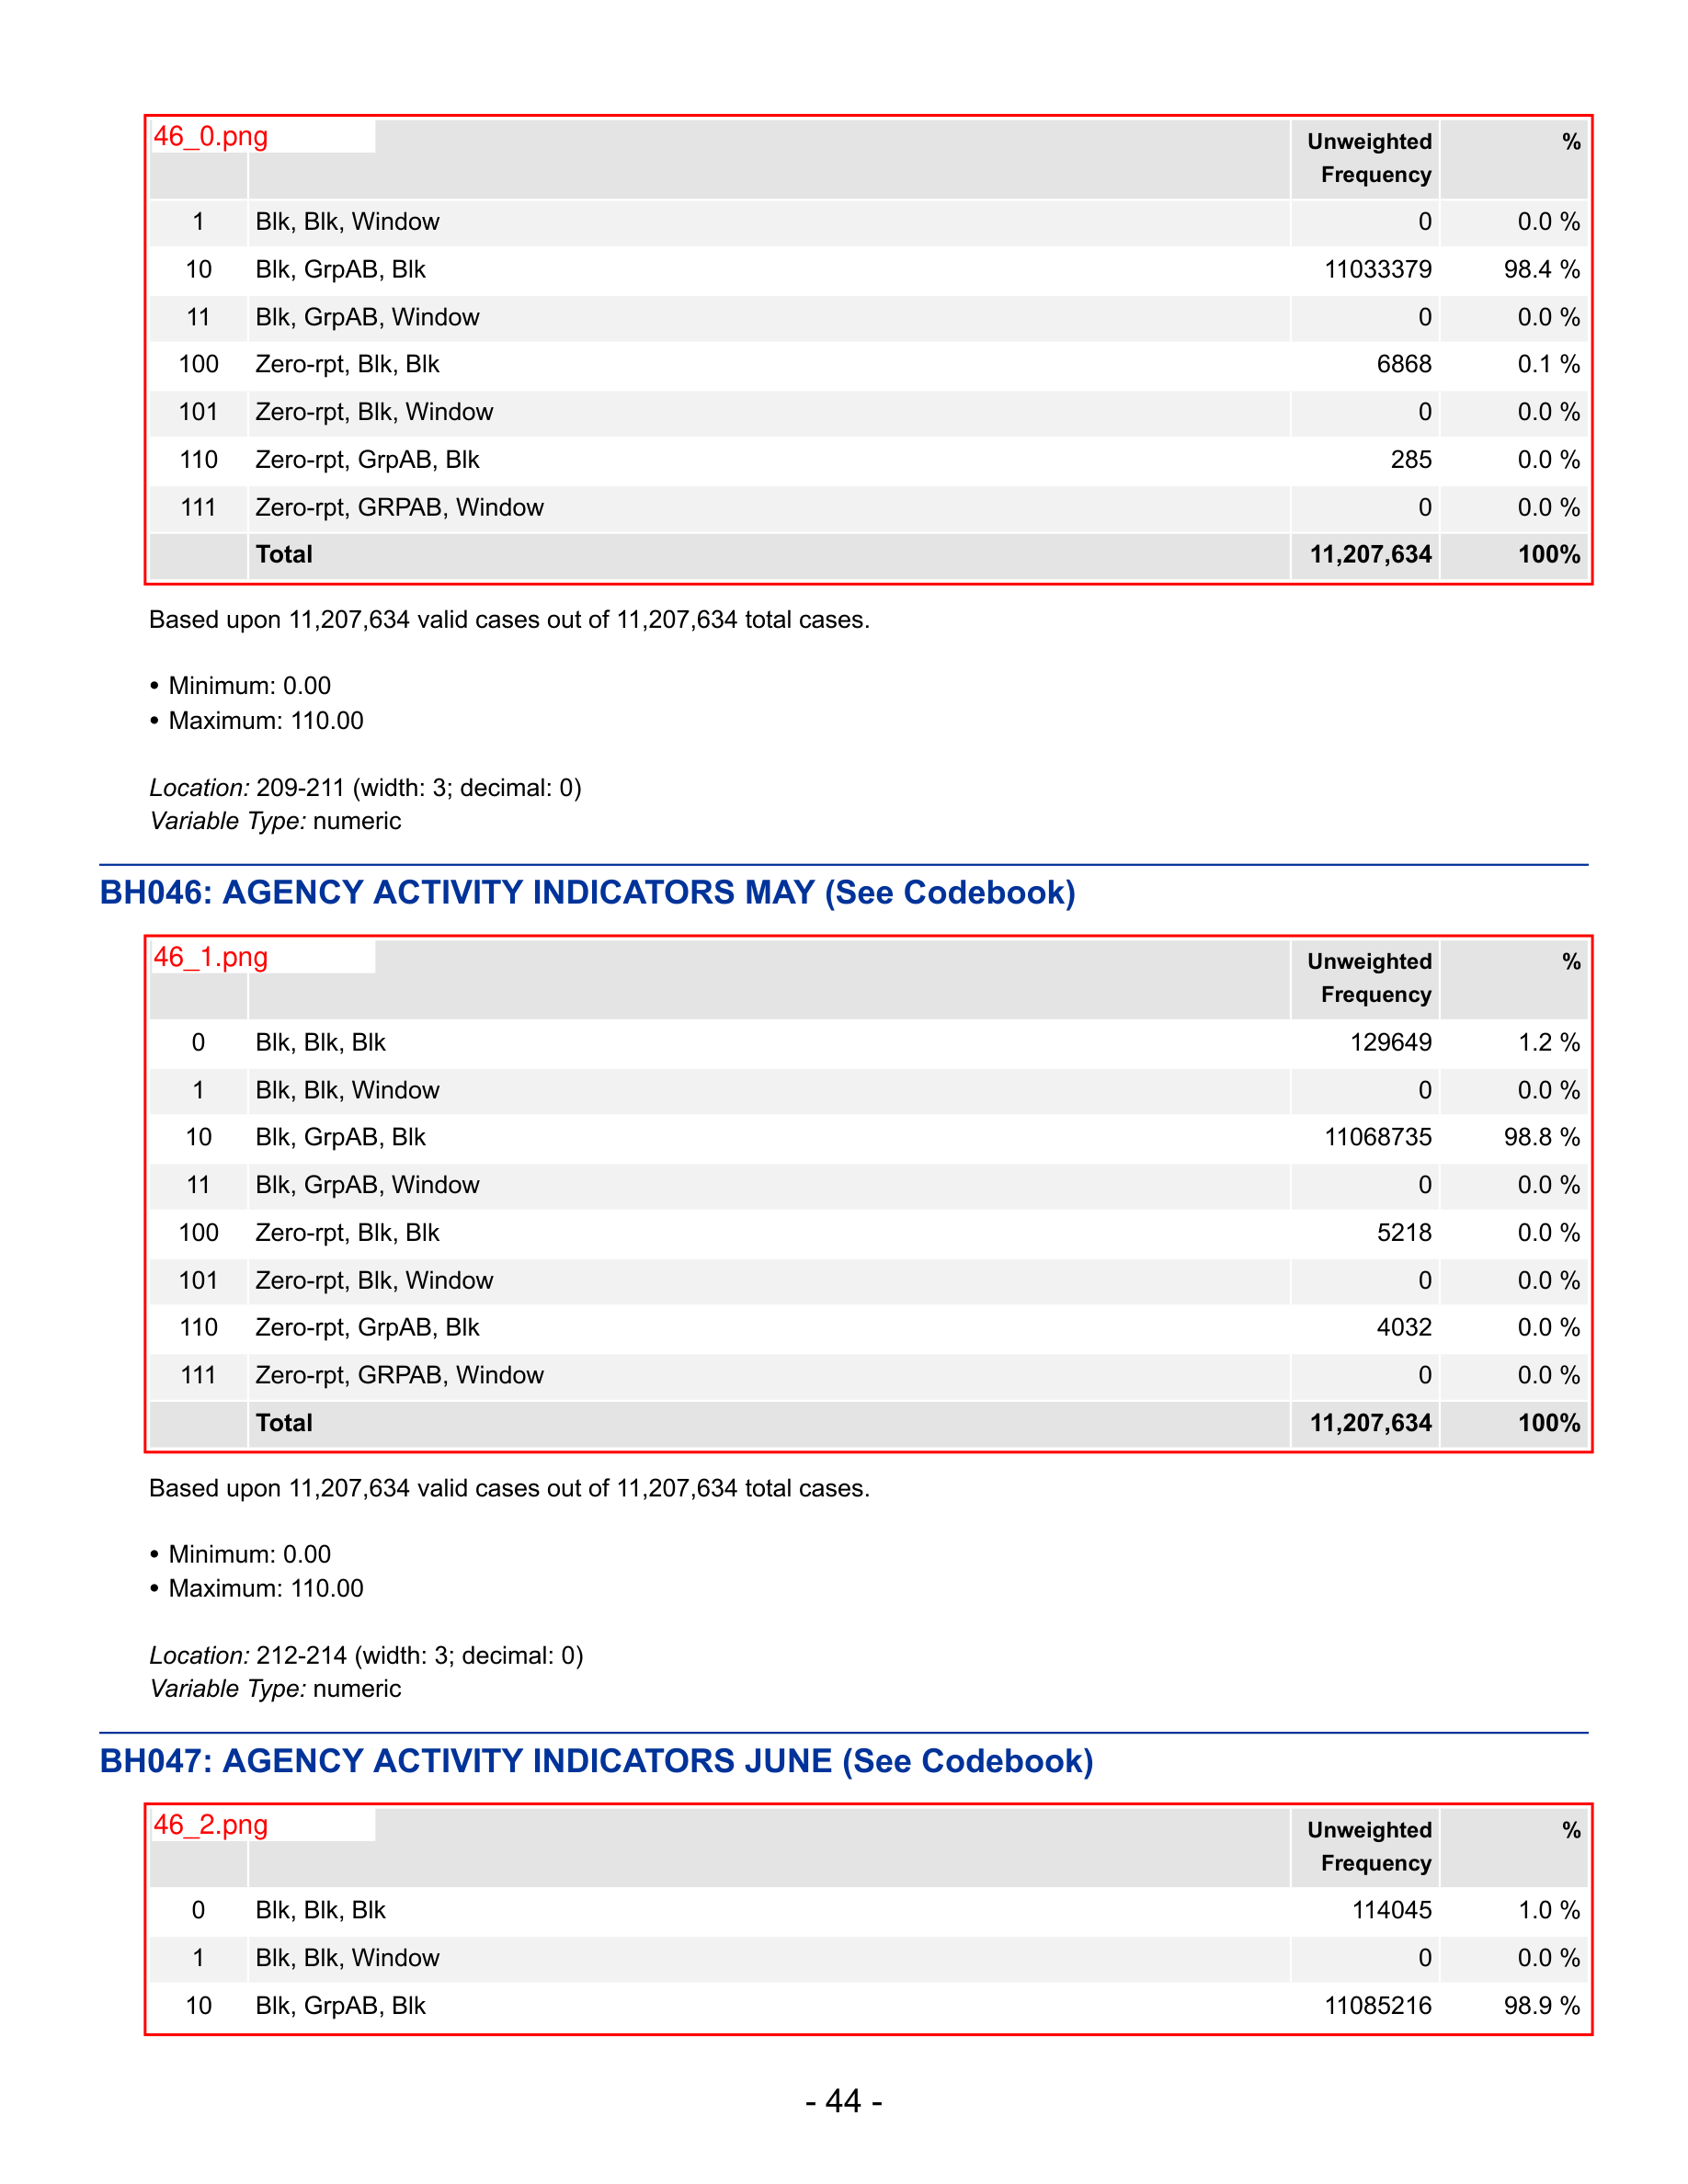 46_0.png
Unweighted Frequency %
1 Blk, Blk, Window 0 0.0 %
10 Blk, GrpAB, Blk 11033379 98.4 %
11 Blk, GrpAB, Window 0 0.0 %
100 Zero-rpt, Blk, Blk 6868 0.1 %
101 Zero-rpt, Blk, Window 0 0.0 %
110 Zero-rpt, GrpAB, Blk 285 0.0 %
111 Zero-rpt, GRPAB, Window 0 0.0 %
Total 11,207,634 100%
Based upon 11,207,634 valid cases out of 11,207,634 total cases.
• Minimum: 0.00
• Maximum: 110.00
Location: 209-211 (width: 3; decimal: 0)
Variable Type: numeric
BH046: AGENCY ACTIVITY INDICATORS MAY (See Codebook)
46_1.png
Unweighted Frequency %
0 Blk, Blk, Blk 129649 1.2 %
1 Blk, Blk, Window 0 0.0 %
10 Blk, GrpAB, Blk 11068735 98.8 %
11 Blk, GrpAB, Window 0 0.0 %
100 Zero-rpt, Blk, Blk 5218 0.0 %
101 Zero-rpt, Blk, Window 0 0.0 %
110 Zero-rpt, GrpAB, Blk 4032 0.0 %
111 Zero-rpt, GRPAB, Window 0 0.0 %
Total 11,207,634 100%
Based upon 11,207,634 valid cases out of 11,207,634 total cases.
• Minimum: 0.00
• Maximum: 110.00
Location: 212-214 (width: 3; decimal: 0)
Variable Type: numeric
BH047: AGENCY ACTIVITY INDICATORS JUNE (See Codebook)
46_2.png
Unweighted Frequency %
0 Blk, Blk, Blk 114045 1.0 %
1 Blk, Blk, Window 0 0.0 %
10 Blk, GrpAB, Blk 11085216 98.9 %
- 44 -